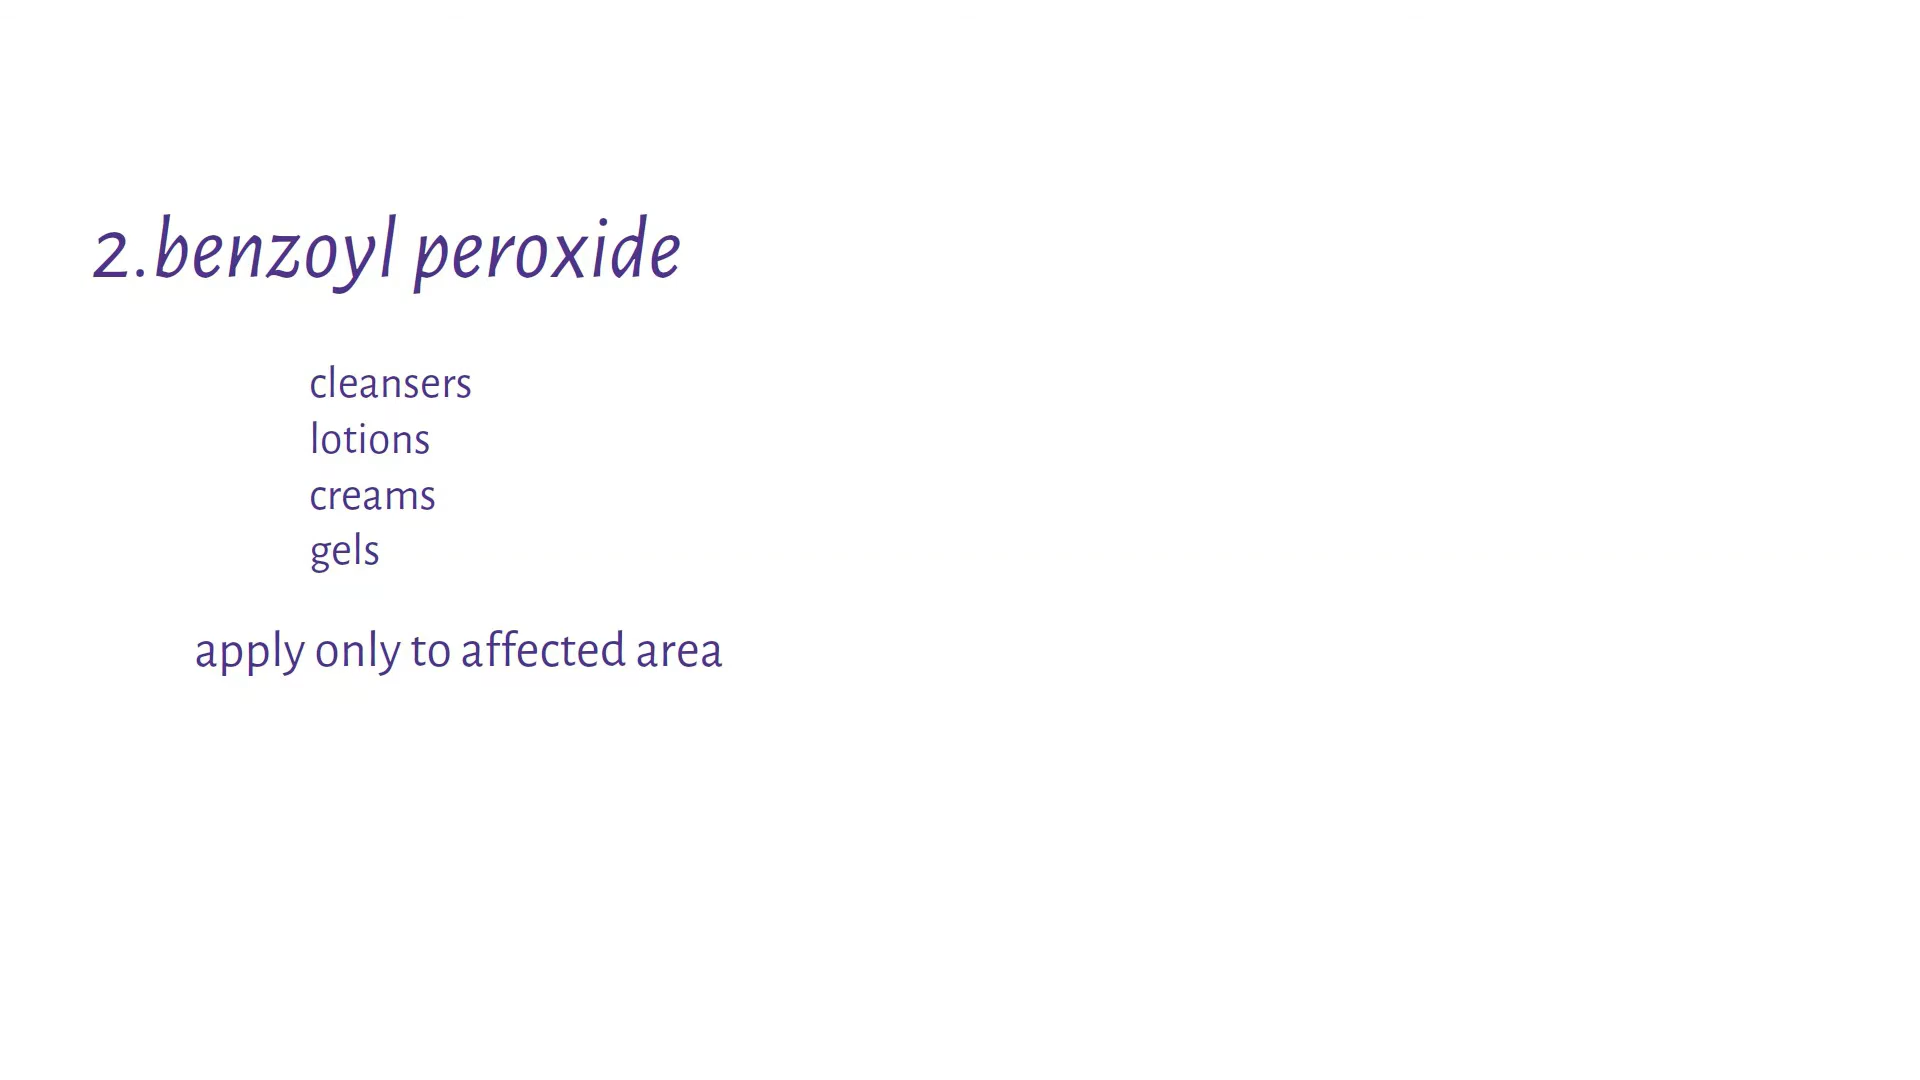 2.benzoyl peroxide
cleansers
lotions
creams
gels
apply only to affected area